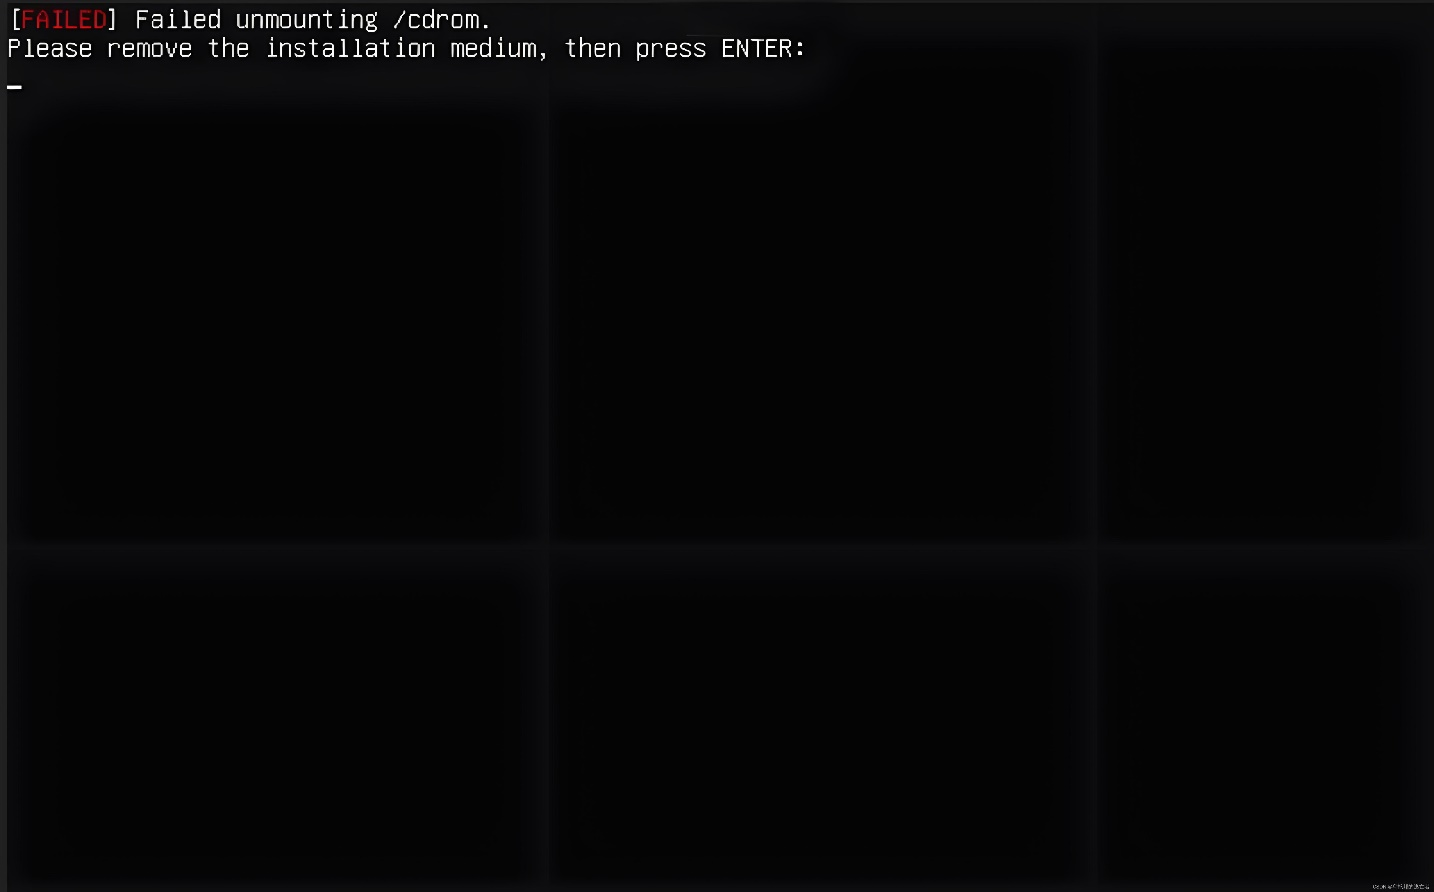 [FAILED] Failed unmounting /cdrom.
Please remove the installation medium, then press ENTER: